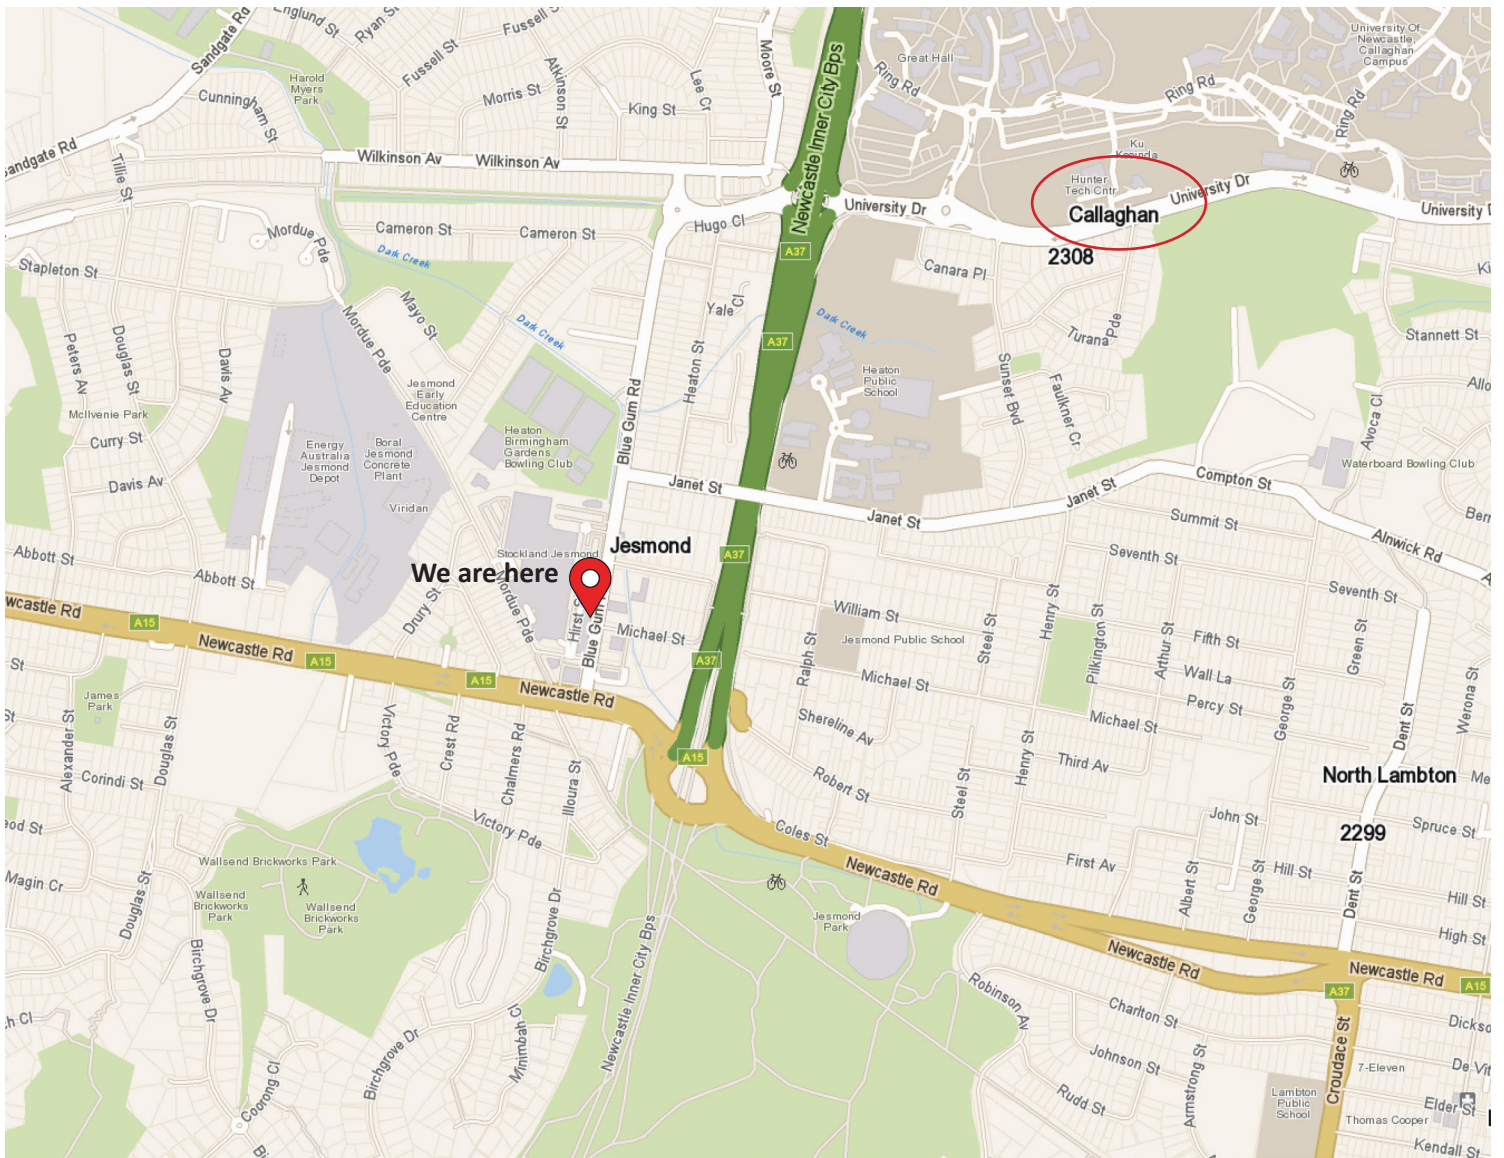 Sandgate Rd
Englund St
Ryan St
Fussell St
Fussell St
Moore St
Newcastle Inner City Bps
Great Hall
Ring Rd
University Of
Newcastle
Callaghan
Campus
Harold
Myers
Park
Atkinson St
Lee Cr
Cunningham St
Morris St
King St
Ring Rd
Ring Rd
Wilkinson Av
Wilkinson Av
Tillie St
Hunter
Tech Cntr
Ku
University Dr
University Dr
Callaghan
2308
Hugo Cl
Cameron St
Cameron St
Mordue Pde
Dark Creek
A37
Stapleton St
Canara Pl
Mayo St
Yale Cl
Dark Creek
Dark Creek
Turana Pde
Stannett St
Mordue Pde
A37
Peters Av
Douglas St
Davis Av
Heaton St
Blue Gum Rd
Heaton
Public
School
Sunset Bvd
Faulkner Cr
Jesmond
Early
Education
Centre
McIlvenie Park
Curry St
Energy
Australia
Jesmond
Depot
Boral
Jesmond
Concrete
Plant
Heaton
Birmingham
Gardens
Bowling Club
Avoca Cl
Waterboard Bowling Club
Davis Av
Viridan
Janet St
Janet St
Janet St
Compton St
Summit St
Alnwick Rd
Abbott St
Abbott St
Stockland Jesmond
Jesmond
A37
We are here
Seventh St
Seventh St
Drury St
Mordue Pde
Michael St
William St
Jesmond Public School
Steel St
Henry St
Pilkington St
Arthur St
Fifth St
Green St
A15
Newcastle Rd
A15
A15
Newcastle Rd
A37
Ralph St
Michael St
Wall La
Percy St
George St
Michael St
Dent St
Werona St
James
Park
Alexander St
Douglas St
Victory Pde
Crest Rd
Chalmers Rd
Illoura St
Shereline Av
Henry St
Third Av
A15
Corindi St
Robert St
Steel St
North Lambton
2299
Victory Pde
Coles St
John St
Spruce St
Wallsend Brickworks Park
Newcastle Rd
First Av
Albert St
George St
Hill St
Magin Cr
Wallsend
Brickworks
Park
Wallsend
Brickworks
Park
Douglas St
Hill St
Dent St
Jesmond
Park
High St
Birchgrove Dr
Birchgrove Dr
Newcastle Inner City Bps
Newcastle Rd
Newcastle Rd
A15
A37
Robinson Av
Charlton St
Minimbah Cl
Birchgrove Dr
Coorong Cl
Johnson St
Rudd St
Armstrong St
Croudace St
7-Eleven
Lambton
Public
School
Elder St
Thomas Cooper
Kendall St